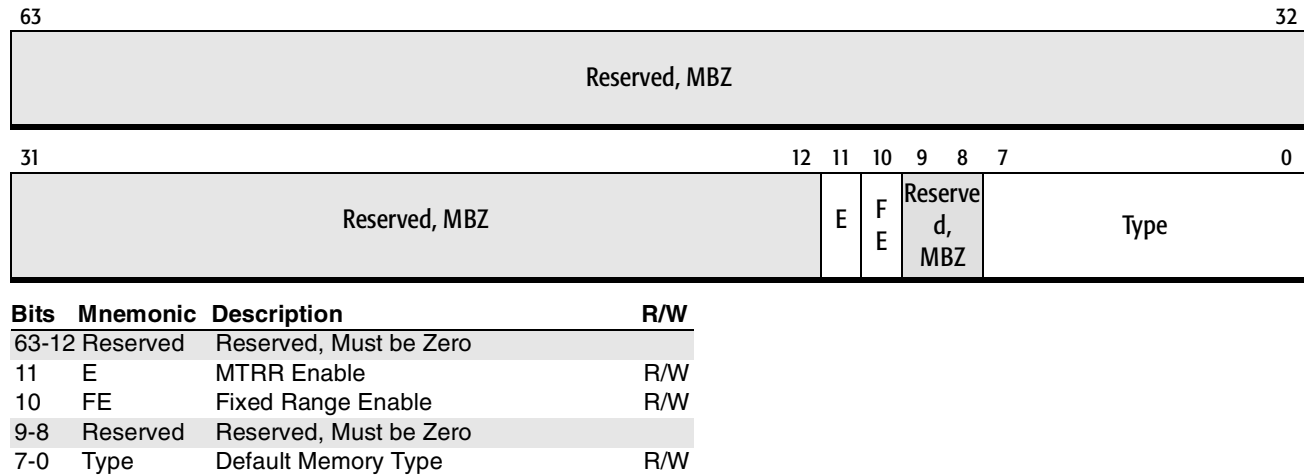 63 32
Reserved, MBZ
31 12 11 10 9 8 7 0
Reserved, MBZ E F E Reserve d, MBZ Type
Bits Mnemonic Description R/W
63-12 Reserved Reserved, Must be Zero
11 E MTRR Enable R/W
10 FE Fixed Range Enable R/W
9-8 Reserved Reserved, Must be Zero
7-0 Type Default Memory Type R/W